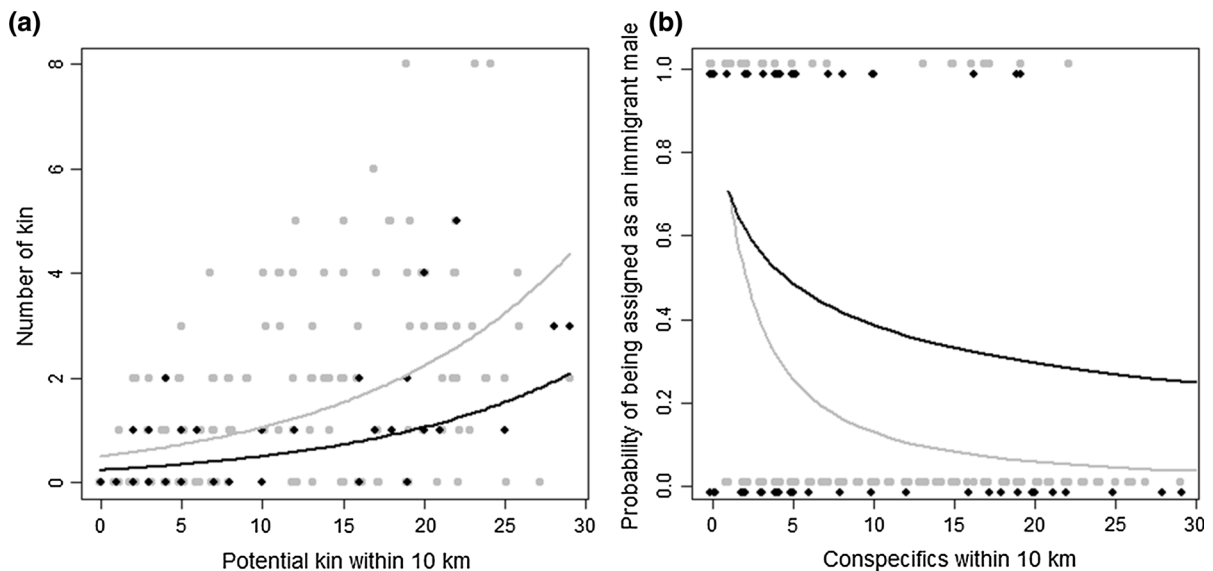 (a)
Number of kin
8
6
4
2
0
0 5 10 15 20 25 30
Potential kin within 10 km
(b)
Probability of being assigned as an immigrant male
1.0
0.8
0.6
0.4
0.2
0.0
0 5 10 15 20 25 30
Conspecifics within 10 km